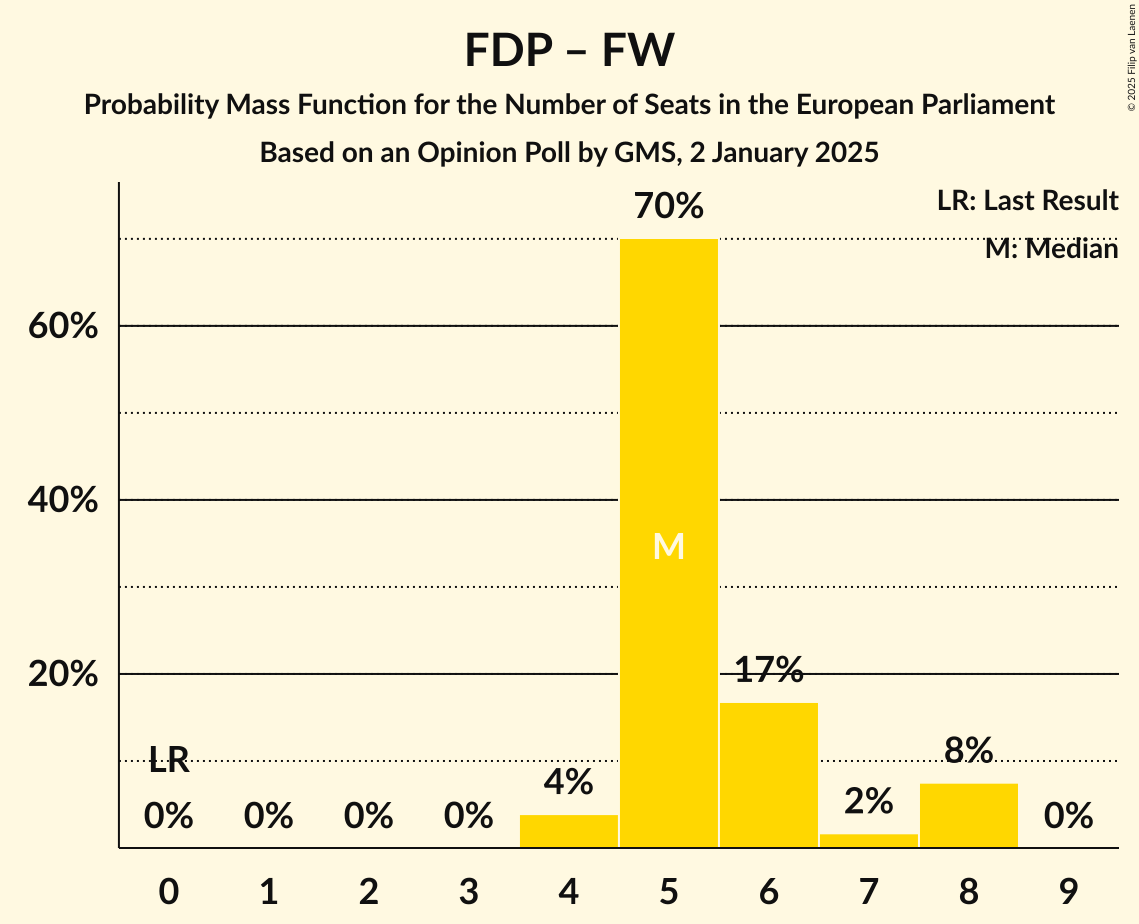 FDP – FW
Probability Mass Function for the Number of Seats in the European Parliament
Based on an Opinion Poll by GMS, 2 January 2025
© 2025 Filip van Laenen
LR: Last Result
M: Median
60%
40%
20%
70%
M
17%
LR
0%
0%
0%
0%
4%
2%
8%
0%
0
1
2
3
4
5
6
7
8
9